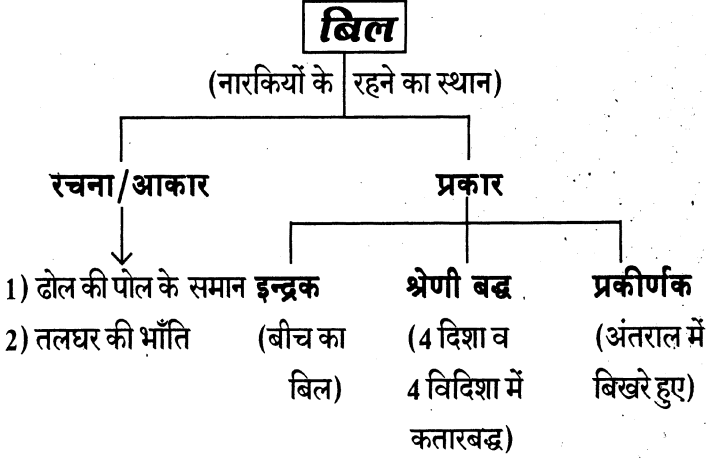 बिल
(नारकियों के रहने का स्थान)
रचना/आकार
प्रकार
1) ढोल की पोल के समान
2) तलघर की भाँति
इन्द्रक
(बीच का
बिल)
श्रेणी बद्ध
(4 दिशा व
4 विदिशा में
कतारबद्ध)
प्रकीर्णक
(अंतराल में
बिखरे हुए)